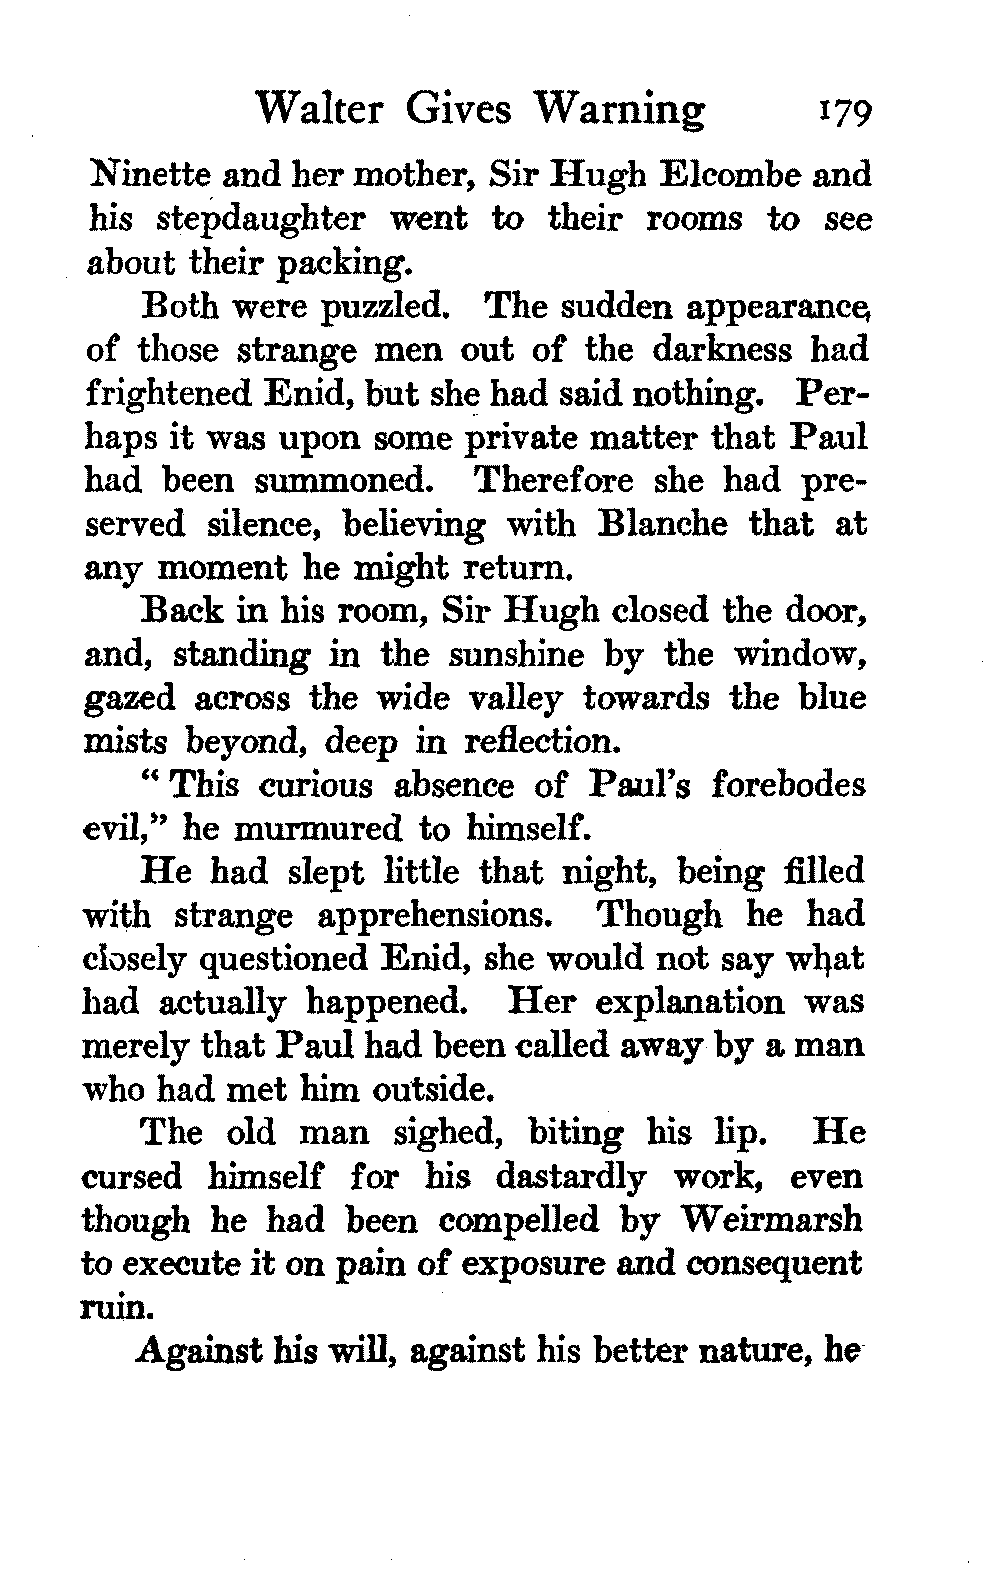 Walter Gives Warning 179
Ninette and her mother, Sir Hugh Elcombe and
his stepdaughter went to their rooms to see
about their packing.
Both were puzzled. The sudden appearance,
of those strange men out of the darkness had
frightened Enid, but she had said nothing. Per-
haps it was upon some private matter that Paul
had been summoned. Therefore she had pre-
served silence, believing with Blanche that at
any moment he might return.
Back in his room, Sir Hugh closed the door,
and, standing in the sunshine by the window,
gazed across the wide valley towards the blue
mists beyond, deep in reflection.
“ This curious absence of Paul’s forebodes
evil,” he murmured to himself.
He had slept little that night, being filled
with strange apprehensions. Though he had
closely questioned Enid, she would not say what
had actually happened. Her explanation was
merely that Paul had been called away by a man
who had met him outside.
The old man sighed, biting his lip. He
cursed himself for his dastardly work, even
though he had been compelled by Weirmarsh
to execute it on pain of exposure and consequent
ruin.
Against his will, against his better nature, he